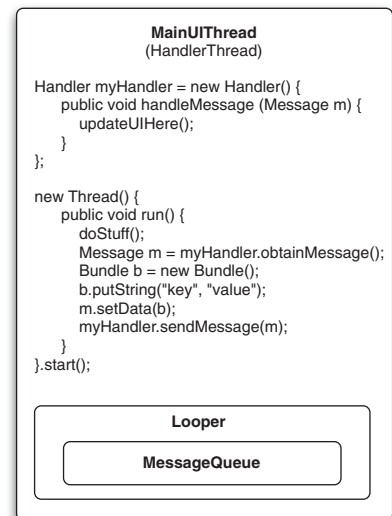 MainUIThread
(HandlerThread)
Handler myHandler = new Handler() {
public void handleMessage (Message m) {
updateUIHere();
}
};
new Thread() {
public void run() {
doStuff();
Message m = myHandler.obtainMessage();
Bundle b = new Bundle();
b.putString("key", "value");
m.setData(b);
myHandler.sendMessage(m);
}
}.start();
Looper
MessageQueue